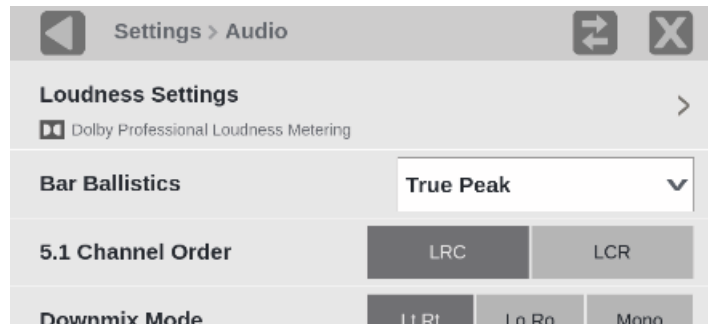 Settings > Audio
Loudness Settings
>
Dolby Professional Loudness Metering
Bar Ballistics True Peak
5.1 Channel Order LRC LCR
Downmix Mode Lt Rt Lo Ro Mono